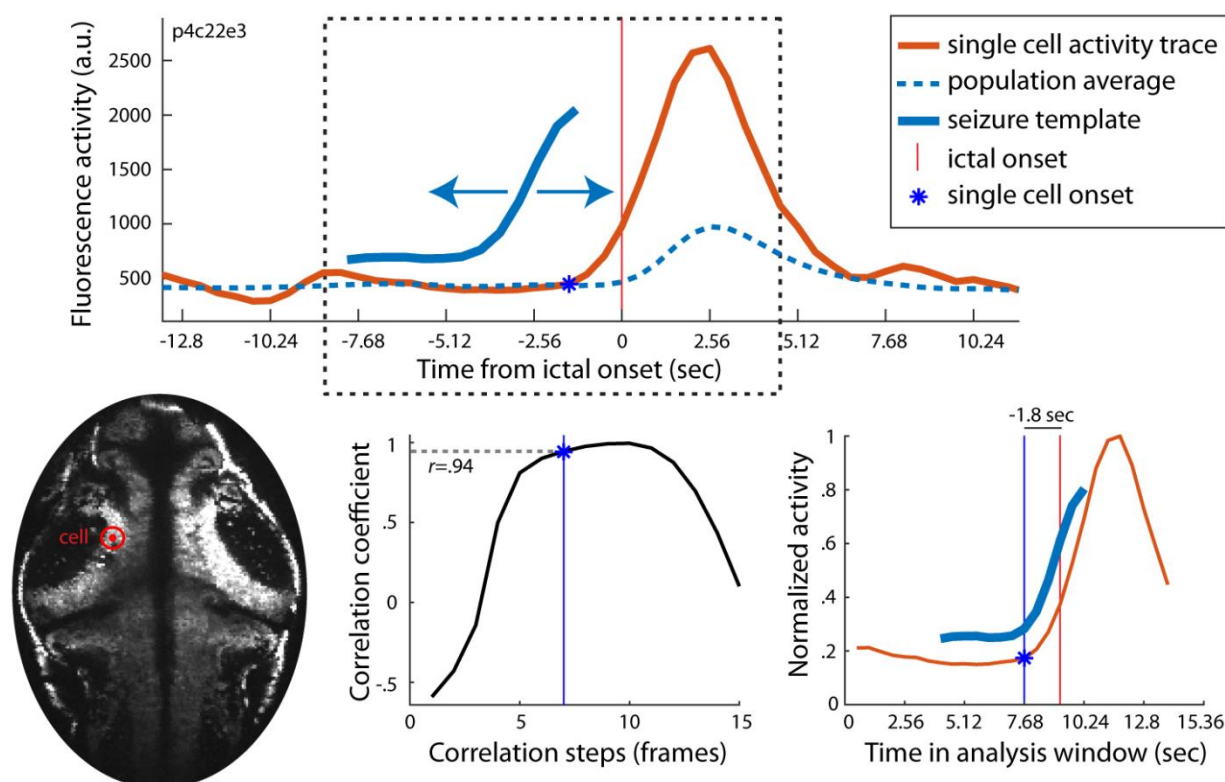 p4c22e3
Fluorescence activity (a.u.)
2500
2000
1500
1000
500
-12.8 -10.24 -7.68 -5.12 -2.56 0 2.56 5.12 7.68 10.24
Time from ictal onset (sec)
single cell activity trace
population average
seizure template
ictal onset
single cell onset
cell
Correlation coefficient
1
.5
0
-.5
r=.94
0 5 10 15
Correlation steps (frames)
-1.8 sec
Normalized activity
1
.8
.6
.4
.2
0
0 2.56 5.12 7.68 10.24 12.8 15.36
Time in analysis window (sec)